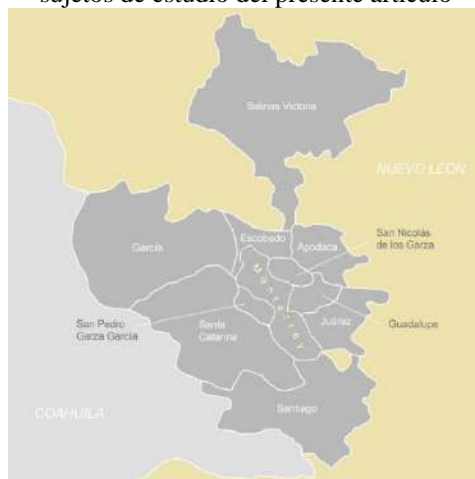 sujetos de estudio del presente artículo
Salinas Victoria
NUEVO LEÓN
García
Escobedo
Apodaca
San Nicolás
de los Garza
Monterrey
San Pedro
Garza García
Santa
Catarina
Juárez
Guadalupe
COAHUILA
Santiago